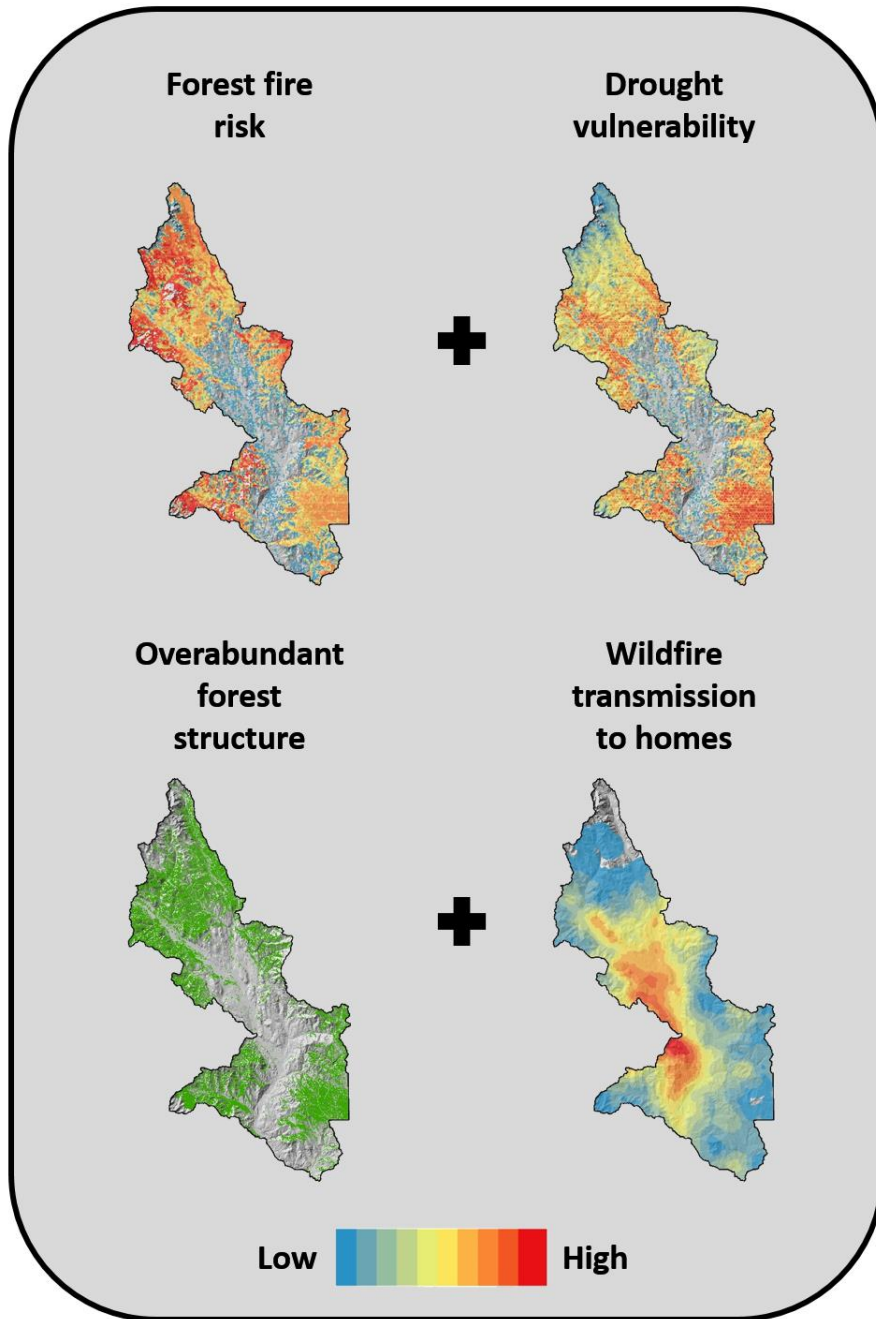 Forest fire
risk
Drought
vulnerability
Overabundant
forest
structure
Wildfire
transmission
to homes
Low
High